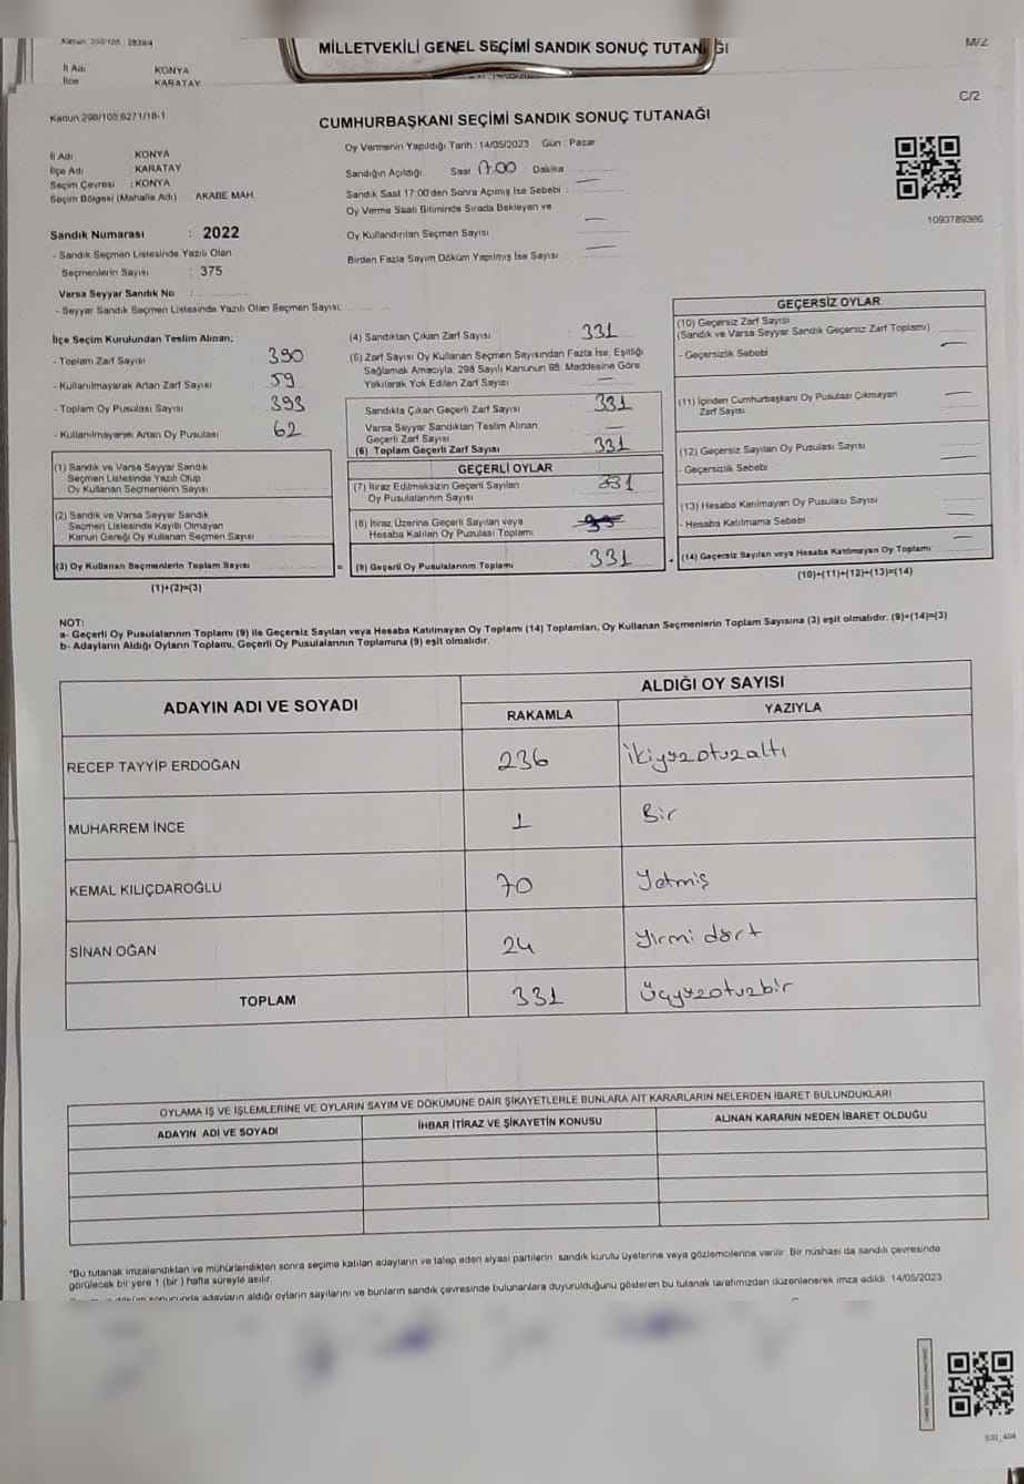 MİLLETVEKİLİ GENEL SEÇİMİ SANDIK SONUÇ TUTANAĞI
M/2
İl Adı KONYA
İlçe KARATAY
C/2
Kanun 298/108;6271/18-1
CUMHURBAŞKANI SEÇİMİ SANDIK SONUÇ TUTANAĞI
İl Adı KONYA
İlçe Adı KARATAY
Seçim Çevresi : KONYA
Seçim Bölgesi (Mahalle Adı) AKABE MAH.
Sandık Numarası : 2022
- Sandık Seçmen Listesinde Yazılı Olan
Seçmenlerin Sayısı : 375
Varsa Seyyar Sandık No :
- Seyyar Sandık Seçmen Listesinde Yazılı Olan Seçmen Sayısı:
Oy Vermenin Yapıldığı Tarih : 14/05/2023 Gün : Pazar
Sandığın Açıldığı Saat 17.00 Dakika
Sandık Saat 17:00'den Sonra Açımış İse Sebebi :
Oy Verme Saati Bitiminde Sırada Bekleyen ve
Oy Kullandırılan Seçmen Sayısı
Birden Fazla Sayım Döküm Yapılmış İse Sayısı
1093789386
İlçe Seçim Kurulundan Teslim Alınan;
- Toplam Zarf Sayısı 390
- Kullanılmayarak Artan Zarf Sayısı 59
- Toplam Oy Pusulası Sayısı 393
- Kullanılmayarak Artan Oy Pusulası 62
(1) Sandık ve Varsa Seyyar Sandık
Seçmen Listesinde Yazılı Olup
Oy Kullanan Seçmenlerin Sayısı
(2) Sandık ve Varsa Seyyar Sandık
Seçmen Listesinde Kayıtlı Olmayan
Kanun Gereği Oy Kullanan Seçmen Sayısı
(3) Oy Kullanan Seçmenlerin Toplam Sayısı
(1)+(2)=(3)
(4) Sandıktan Çıkan Zarf Sayısı 331
(5) Zarf Sayısı Oy Kullanan Seçmen Sayısından Fazla İse, Eşitliği
Sağlamak Amacıyla, 298 Sayılı Kanunun 98. Maddesine Göre
Yakılarak Yok Edilen Zarf Sayısı —
Sandıkta Çıkan Geçerli Zarf Sayısı 331
Varsa Seyyar Sandıktan Teslim Alınan
Geçerli Zarf Sayısı —
(6) Toplam Geçerli Zarf Sayısı 331
GEÇERLİ OYLAR
(7) İtiraz Edilmeksizin Geçerli Sayılan
Oy Pusulalarının Sayısı 331
(8) İtiraz Üzerine Geçerli Sayılan veya
Hesaba Katılan Oy Pusulası Toplamı
= (9) Geçerli Oy Pusulalarının Toplamı 331 +
GEÇERSİZ OYLAR
(10) Geçersiz Zarf Sayısı
(Sandık ve Varsa Seyyar Sandık Geçersiz Zarf Toplamı)
- Geçersizlik Sebebi —
(11) İçinden Cumhurbaşkanı Oy Pusulası Çıkmayan
Zarf Sayısı —
(12) Geçersiz Sayılan Oy Pusulası Sayısı —
- Geçersizlik Sebebi —
(13) Hesaba Katılmayan Oy Pusulası Sayısı —
- Hesaba Katılmama Sebebi —
(14) Geçersiz Sayılan veya Hesaba Katılmayan Oy Toplamı —
(10)+(11)+(12)+(13)=(14)
NOT:
a- Geçerli Oy Pusulalarının Toplamı (9) ile Geçersiz Sayılan veya Hesaba Katılmayan Oy Toplamı (14) Toplamları, Oy Kullanan Seçmenlerin Toplam Sayısına (3) eşit olmalıdır. (9)+(14)=(3)
b- Adayların Aldığı Oyların Toplamı, Geçerli Oy Pusulalarının Toplamına (9) eşit olmalıdır.
ADAYIN ADI VE SOYADI
ALDIĞI OY SAYISI
RAKAMLA YAZIYLA
RECEP TAYYİP ERDOĞAN 236 ikiyüzotuzaltı
MUHARREM İNCE 1 Bir
KEMAL KILIÇDAROĞLU 70 Yetmiş
SİNAN OĞAN 24 Yirmi dört
TOPLAM 331 Üçyüzotuzbir
OYLAMA İŞ VE İŞLEMLERİNE VE OYLARIN SAYIM VE DÖKÜMÜNE DAİR ŞİKAYETLERLE BUNLARA AİT KARARLARIN NELERDEN İBARET BULUNDUKLARI
ADAYIN ADI VE SOYADI İHBAR İTİRAZ VE ŞİKAYETİN KONUSU ALINAN KARARIN NEDEN İBARET OLDUĞU
*Bu tutanak imzalandıktan ve mühürlendikten sonra seçime katılan adayların ve talep eden siyasi partilerin sandık kurulu üyelerine veya gözlemcilerine verilir. Bir nüshası da sandık çevresinde
görülecek bir yere 1 (bir) hafta süreyle asılır.
adayların aldığı oyların sayılarını ve bunların sandık çevresinde bulunanlara duyurulduğunu gösteren bu tutanak tarafımızdan düzenlenerek imza edildi. 14/05/2023